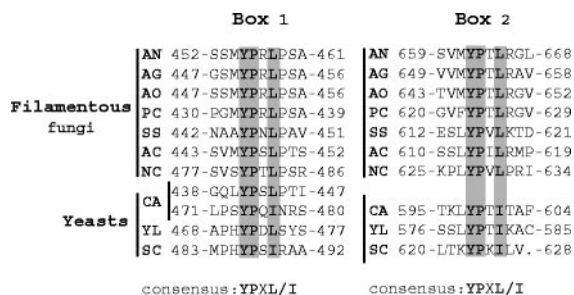 Box 1
AN 452-SSMYPRLPSA-461
AG 447-GSMYPRLPSA-456
AO 447-GSMYPRLPSA-456
PC 430-PGMYPRLPSA-439
SS 442-NAAYPNLPAV-451
AC 443-SVMYPSLPTS-452
NC 477-SVSYPTLPSR-486
CA 438-GQLYPSLPTI-447
471-LPSYPQINRS-480
YL 468-APHYPDLSYS-477
SC 483-MPHYPSIRAA-492
Filamentous
fungi
Yeasts
consensus:YPXL/I
Box 2
AN 659-SVMYPTLRGL-668
AG 649-VVMYPTLRAV-658
AO 643-TVMYPTLRGV-652
PC 620-GVFYPTLRGV-629
SS 612-ESLYPVLKTD-621
AC 610-SSLYPILRMP-619
NC 625-KPLYPVLPRI-634
CA 595-TKLYPTITAF-604
YL 576-SSLYPTIKAC-585
SC 620-LTKYPKILV.-628
consensus:YPXL/I